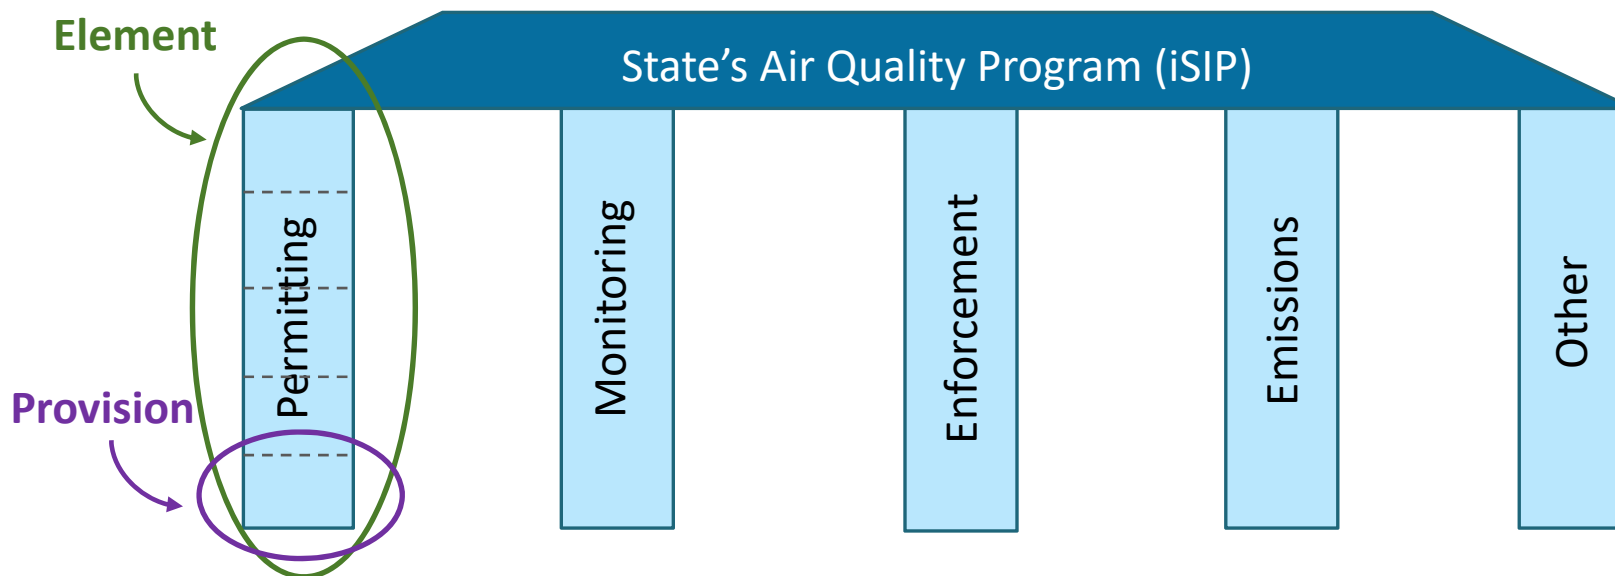 Element
State’s Air Quality Program (iSIP)
Permitting
Monitoring
Enforcement
Emissions
Other
Provision